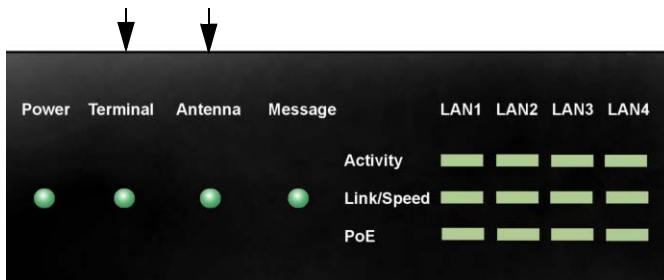 Power Terminal Antenna Message LAN1 LAN2 LAN3 LAN4
Activity
Link/Speed
PoE